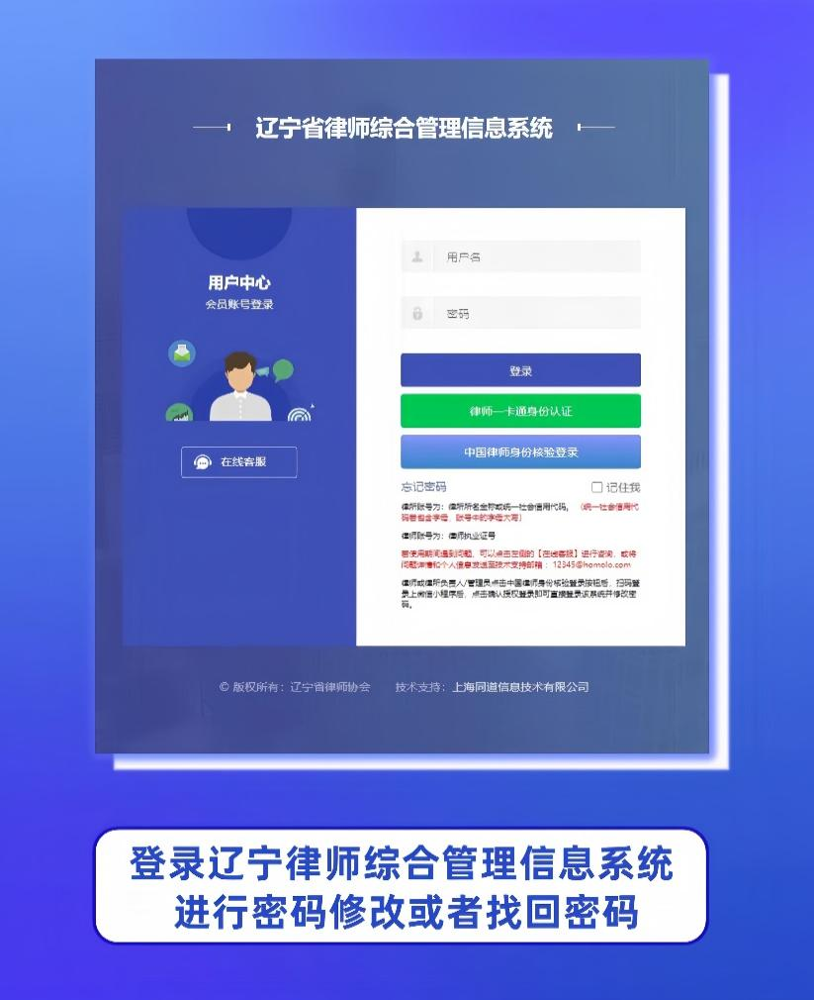 辽宁省律师综合管理信息系统
用户中心
会员账号登录
在线客服
用户名
密码
登录
律师一卡通身份认证
中国律师身份核验登录
忘记密码
记住我
律所账号为:律所所名全称或统一社会信用代码。(统一社会信用代
码若包含字母,账号中的字母大写)
律师账号为:律师执业证号
若使用期间遇到问题,可以点击左侧的【在线客服】进行咨询,或将
问题详情和个人信息发送至技术支持邮箱:12345@homolo.com
律师或律所负责人/管理员点击中国律师身份核验登录按钮后,扫码登
录上微信小程序后,点击确认授权登录即可直接登录该系统并修改密
码。
© 版权所有:辽宁省律师协会 技术支持:上海同道信息技术有限公司
登录辽宁律师综合管理信息系统
进行密码修改或者找回密码